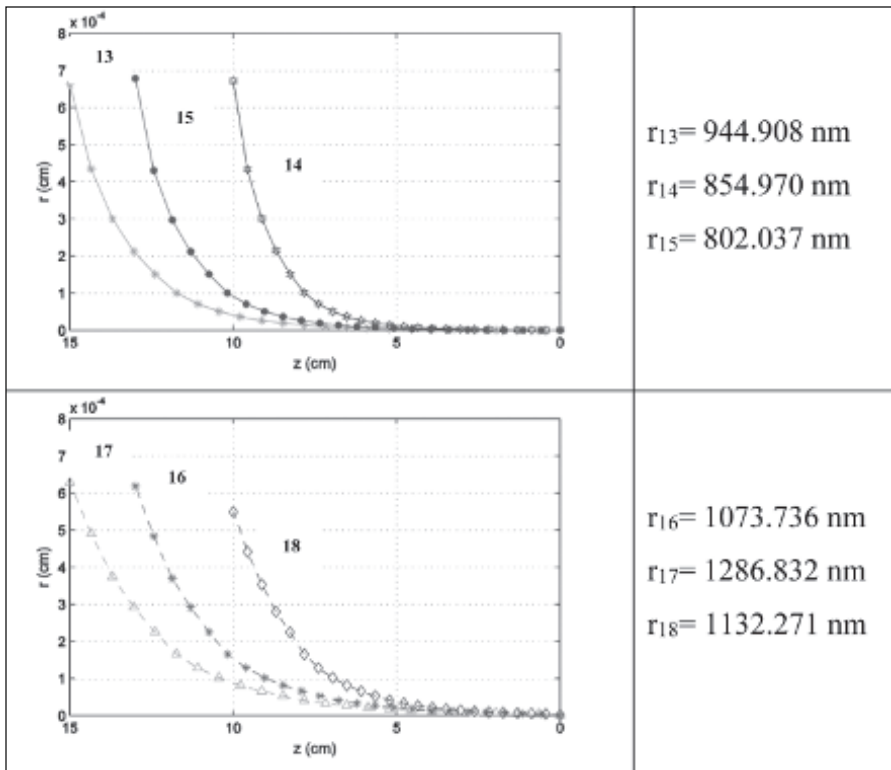 x 10⁻⁴
8
7
6
5
4
3
2
1
0
r (cm)
13
15
14
15
10
5
0
z (cm)
r₁₃= 944.908 nm
r₁₄= 854.970 nm
r₁₅= 802.037 nm
x 10⁻⁴
8
7
6
5
4
3
2
1
0
r (cm)
17
16
18
15
10
5
0
z (cm)
r₁₆= 1073.736 nm
r₁₇= 1286.832 nm
r₁₈= 1132.271 nm